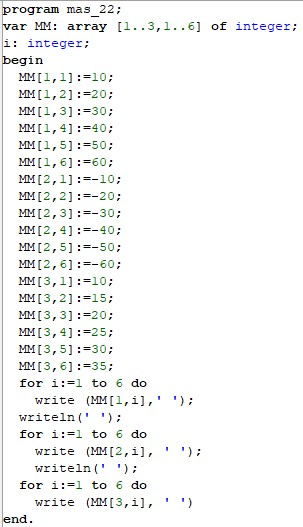 program mas_22;
var MM: array [1..3,1..6] of integer;
i: integer;
begin
MM[1,1]:=10;
MM[1,2]:=20;
MM[1,3]:=30;
MM[1,4]:=40;
MM[1,5]:=50;
MM[1,6]:=60;
MM[2,1]:=-10;
MM[2,2]:=-20;
MM[2,3]:=-30;
MM[2,4]:=-40;
MM[2,5]:=-50;
MM[2,6]:=-60;
MM[3,1]:=10;
MM[3,2]:=15;
MM[3,3]:=20;
MM[3,4]:=25;
MM[3,5]:=30;
MM[3,6]:=35;
for i:=1 to 6 do
write (MM[1,i],' ');
writeln(' ');
for i:=1 to 6 do
write (MM[2,i], ' ');
writeln(' ');
for i:=1 to 6 do
write (MM[3,i], ' ')
end.